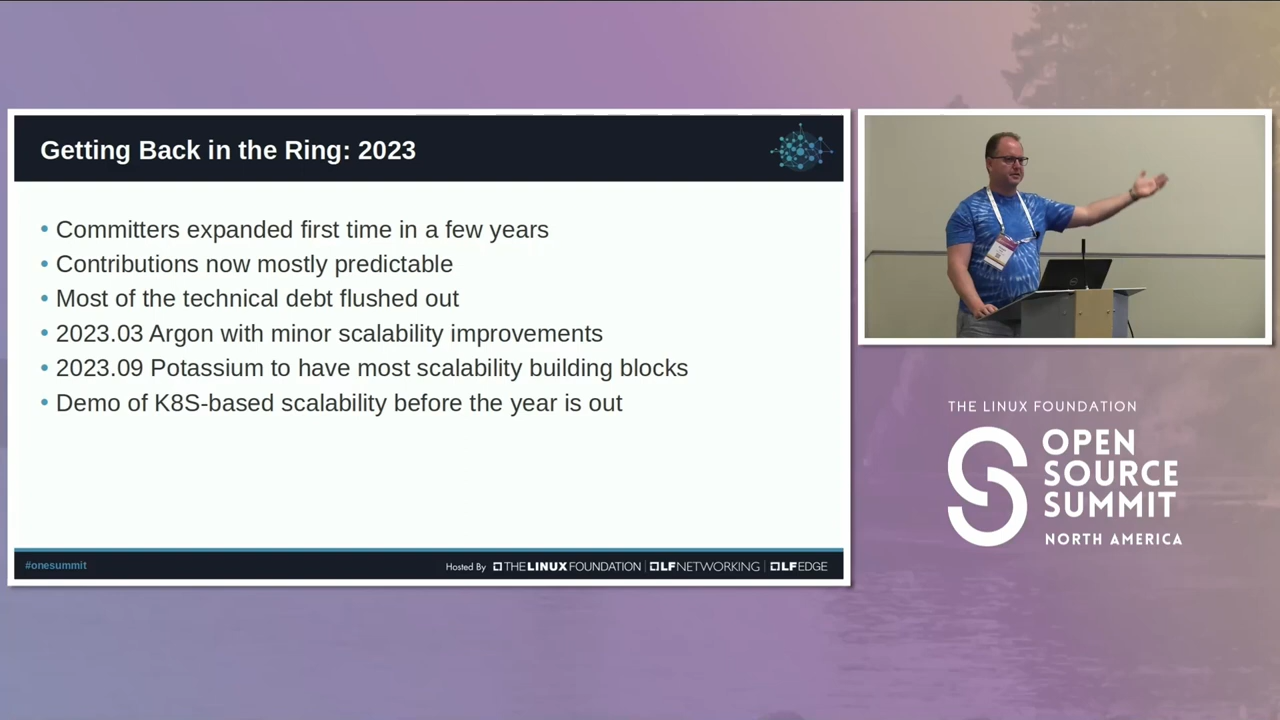 Getting Back in the Ring: 2023
• Committers expanded first time in a few years
• Contributions now mostly predictable
• Most of the technical debt flushed out
• 2023.03 Argon with minor scalability improvements
• 2023.09 Potassium to have most scalability building blocks
• Demo of K8S-based scalability before the year is out
#onesummit
Hosted By THE LINUX FOUNDATION | LF NETWORKING | LF EDGE
THE LINUX FOUNDATION
OPEN
SOURCE
SUMMIT
NORTH AMERICA